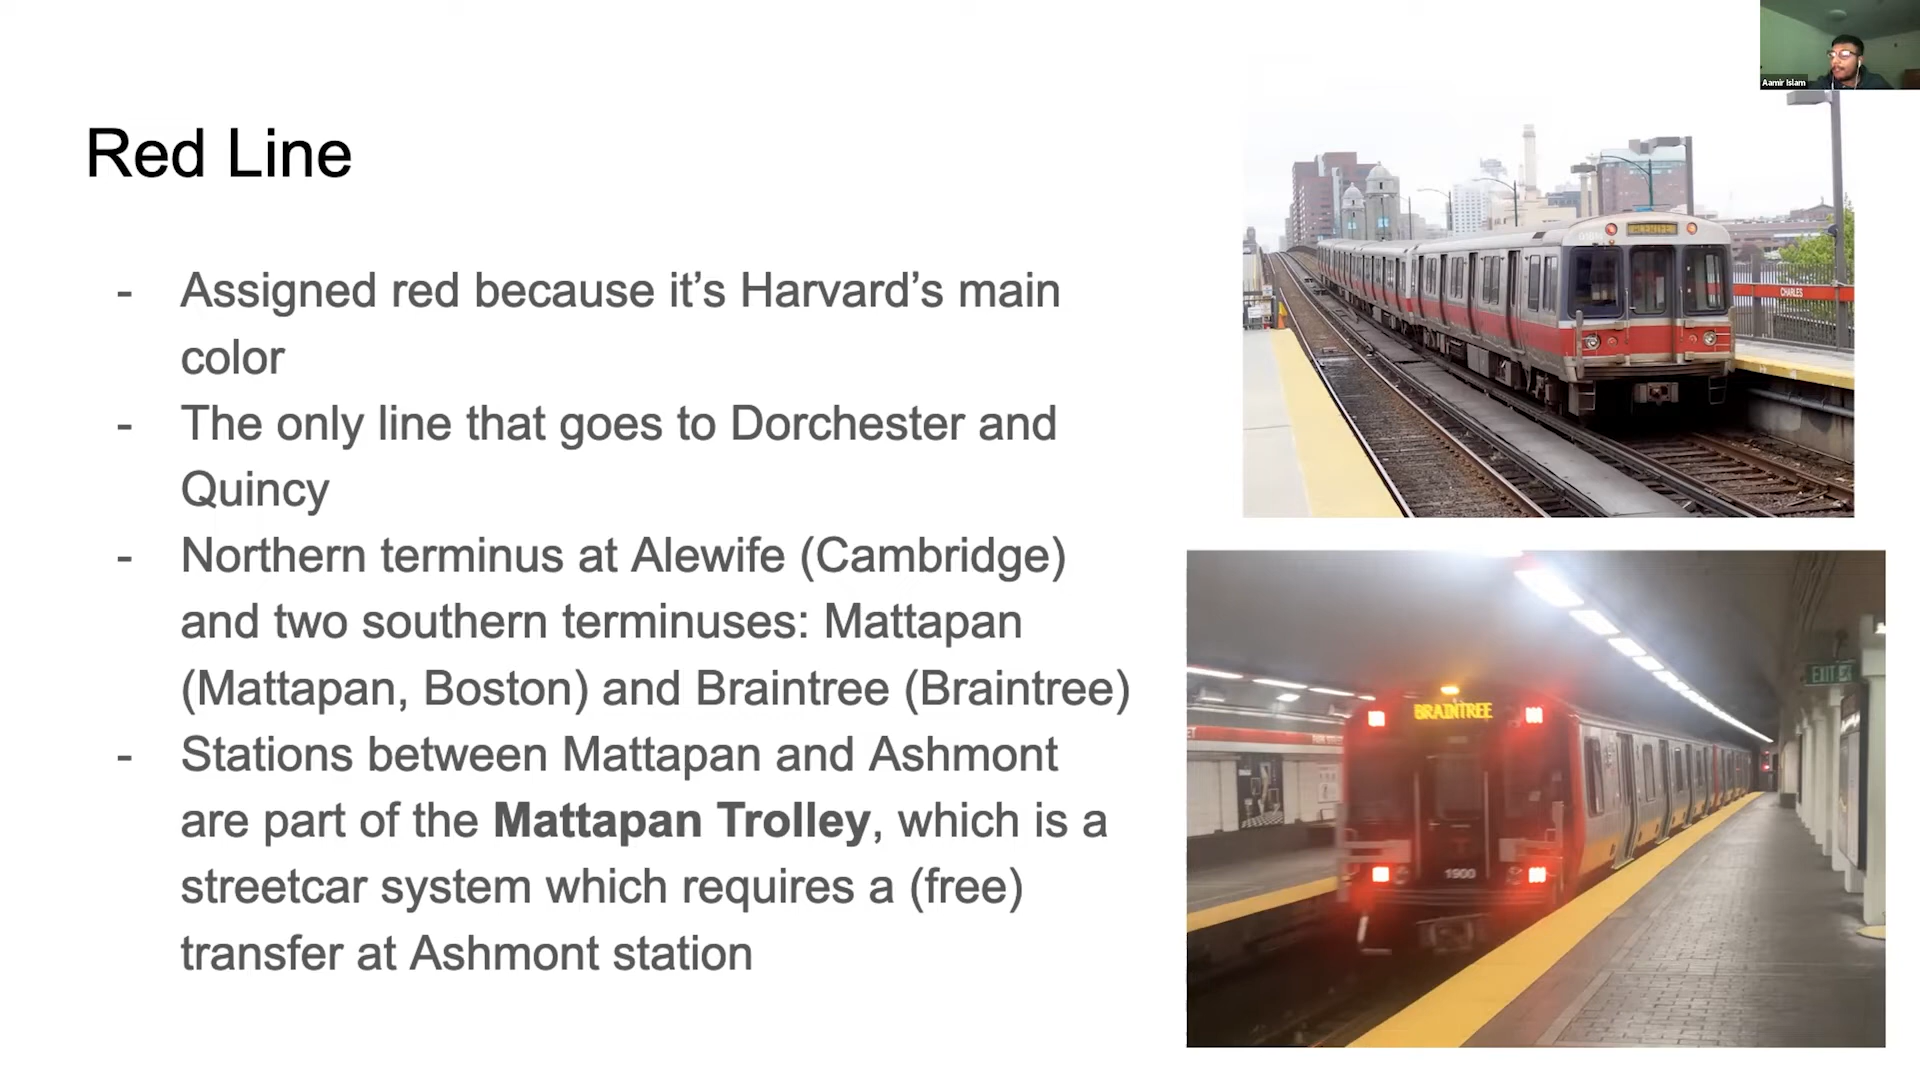 Aamir Islam
Red Line
- Assigned red because it’s Harvard’s main
color
- The only line that goes to Dorchester and
Quincy
- Northern terminus at Alewife (Cambridge)
and two southern terminuses: Mattapan
(Mattapan, Boston) and Braintree (Braintree)
- Stations between Mattapan and Ashmont
are part of the Mattapan Trolley, which is a
streetcar system which requires a (free)
transfer at Ashmont station
CHARLES
EXIT
BRAINTREE
1900